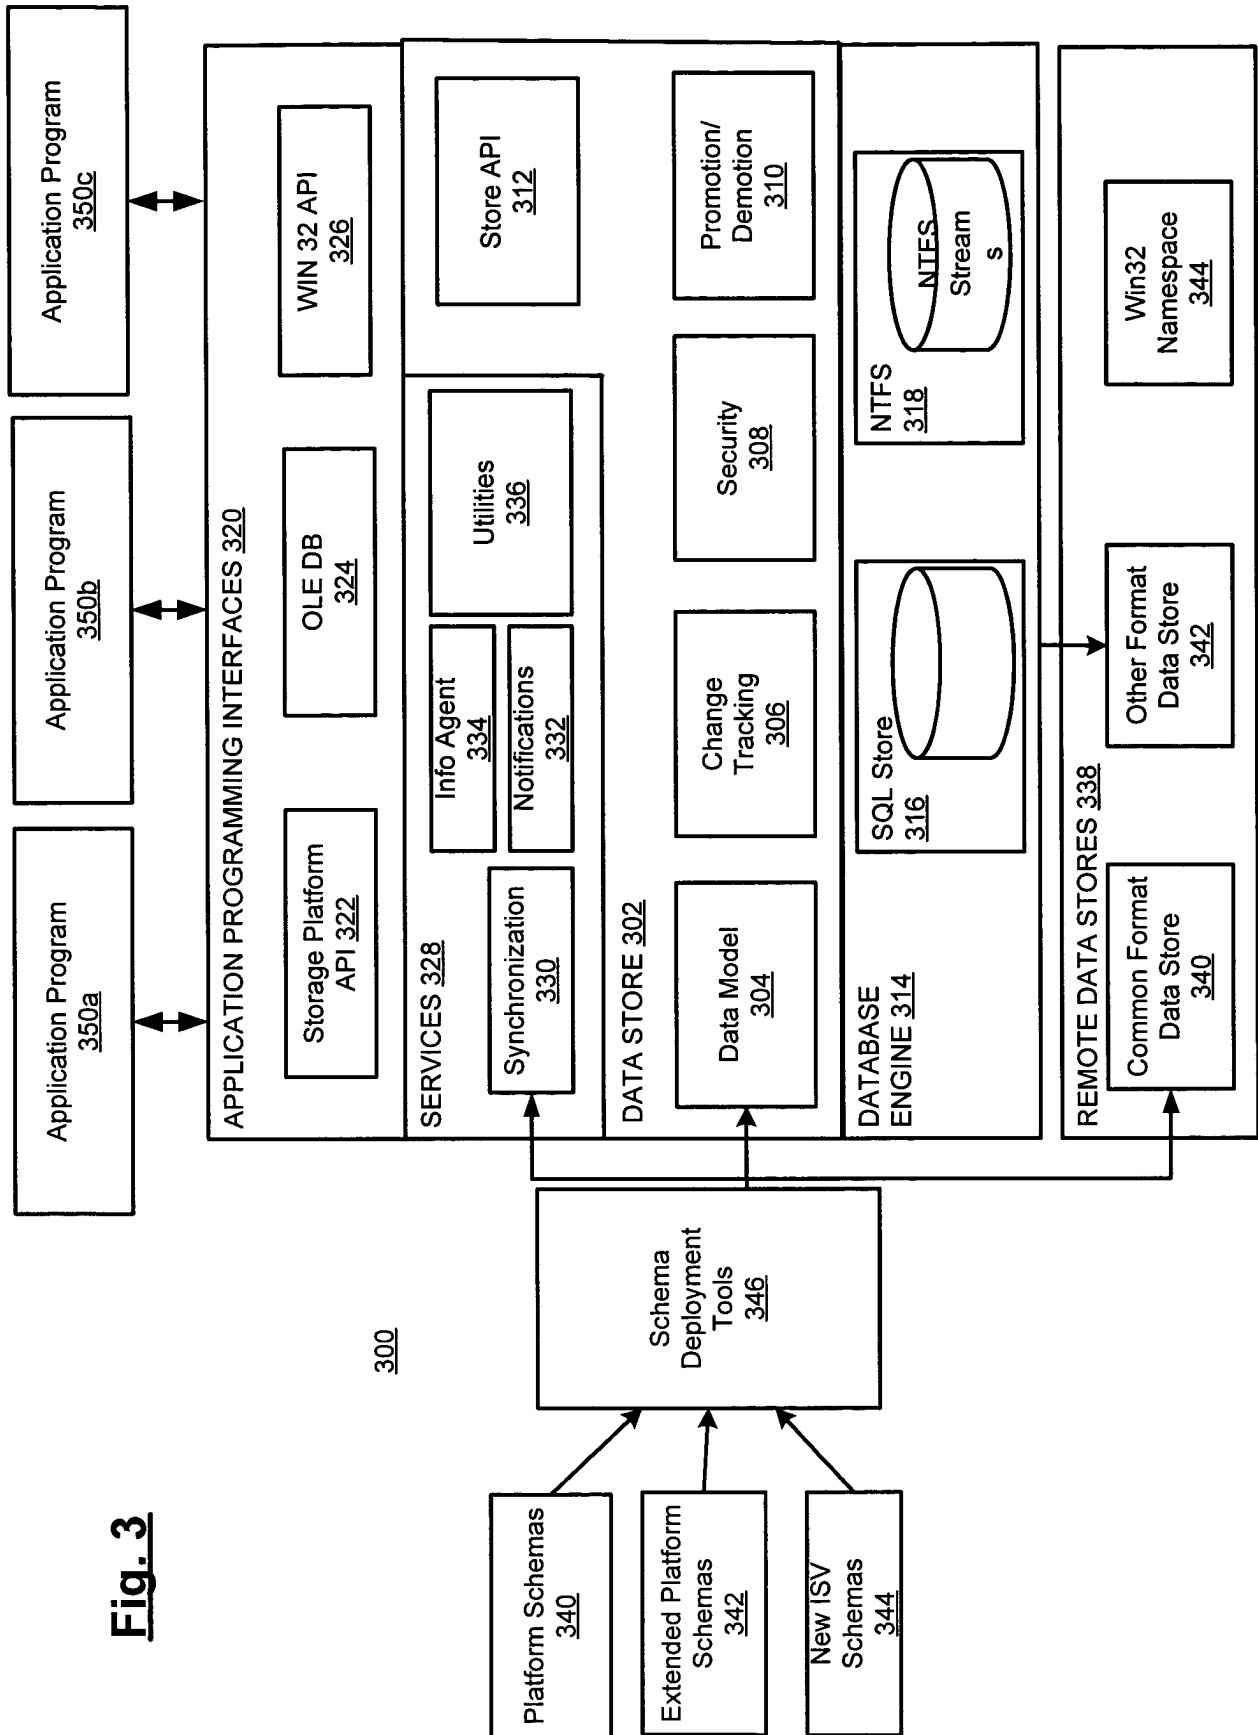 Application Program
350a
Application Program
350b
Application Program
350c
APPLICATION PROGRAMMING INTERFACES 320
Storage Platform
API 322
OLE DB
324
WIN 32 API
326
SERVICES 328
Synchronization
330
Info Agent
334
Notifications
332
Utilities
336
Store API
312
DATA STORE 302
Data Model
304
Change
Tracking
306
Security
308
Promotion/
Demotion
310
DATABASE
ENGINE 314
SQL Store
316
NTFS
318
NTES
Stream
s
REMOTE DATA STORES 338
Common Format
Data Store
340
Other Format
Data Store
342
Win32
Namespace
344
300
Schema
Deployment
Tools
346
Platform Schemas
340
Extended Platform
Schemas
342
New ISV
Schemas
344
Fig. 3